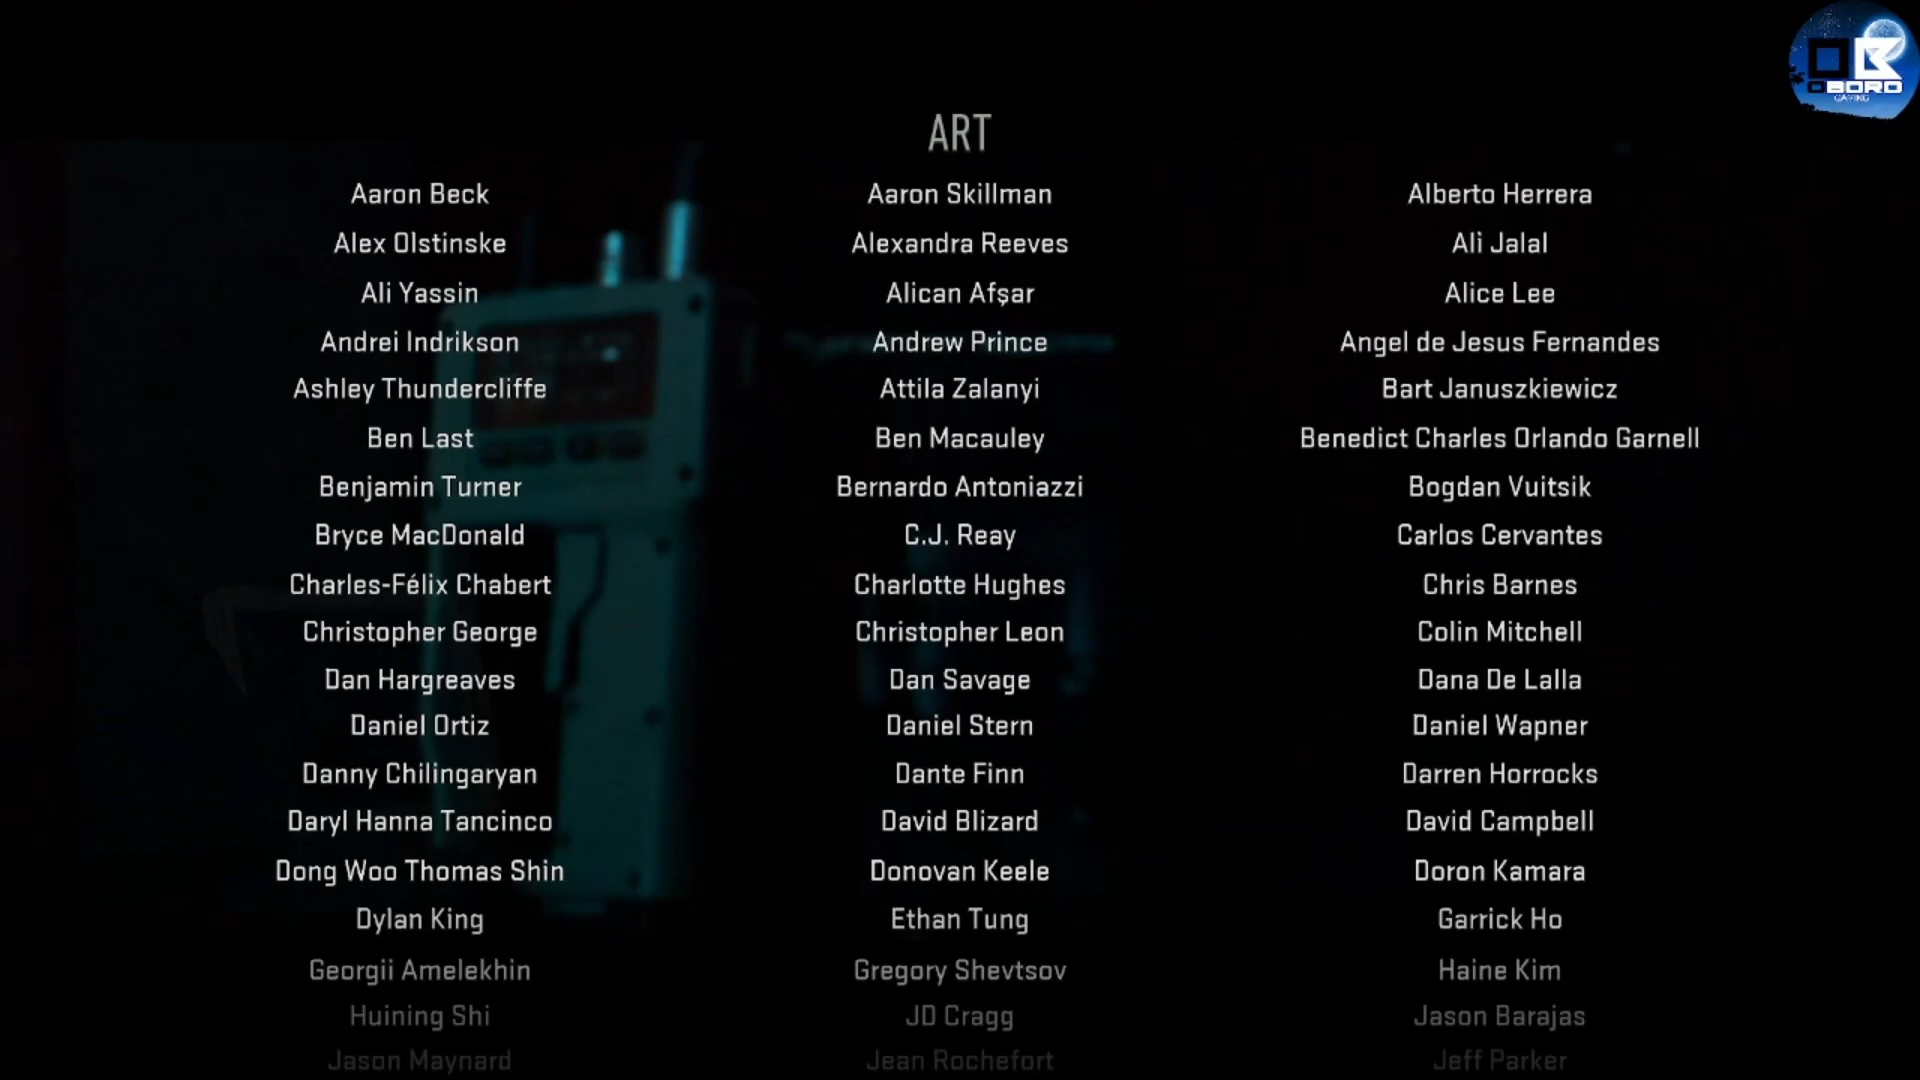 OBORO
GAMING
ART
Aaron Beck Aaron Skillman Alberto Herrera
Alex Olstinske Alexandra Reeves Ali Jalal
Ali Yassin Alican Afşar Alice Lee
Andrei Indrikson Andrew Prince Angel de Jesus Fernandes
Ashley Thundercliffe Attila Zalanyi Bart Januszkiewicz
Ben Last Ben Macauley Benedict Charles Orlando Garnell
Benjamin Turner Bernardo Antoniazzi Bogdan Vuitsik
Bryce MacDonald C.J. Reay Carlos Cervantes
Charles-Félix Chabert Charlotte Hughes Chris Barnes
Christopher George Christopher Leon Colin Mitchell
Dan Hargreaves Dan Savage Dana De Lalla
Daniel Ortiz Daniel Stern Daniel Wapner
Danny Chilingaryan Dante Finn Darren Horrocks
Daryl Hanna Tancinco David Blizard David Campbell
Dong Woo Thomas Shin Donovan Keele Doron Kamara
Dylan King Ethan Tung Garrick Ho
Georgii Amelekhin Gregory Shevtsov Haine Kim
Huining Shi JD Cragg Jason Barajas
Jason Maynard Jean Rochefort Jeff Parker